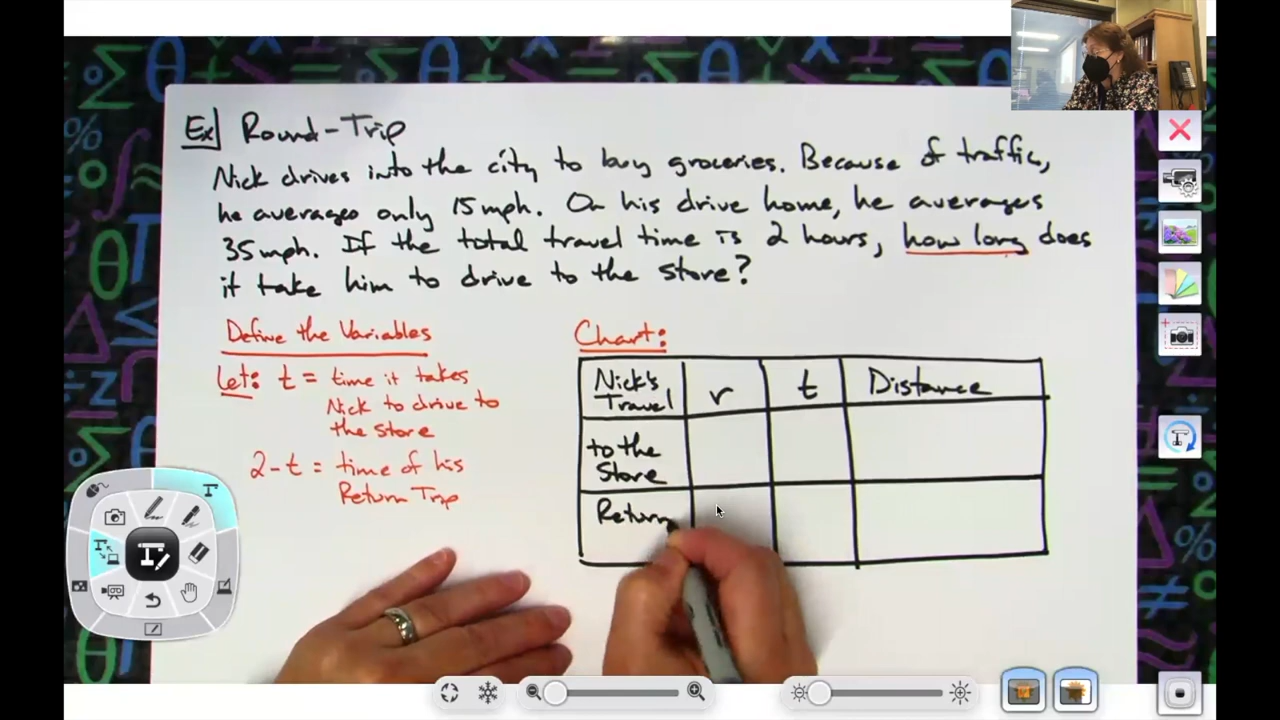 Ex Round-Trip
Nick drives into the city to buy groceries. Because of traffic,
he averages only 15 mph. On his drive home, he averages
35 mph. If the total travel time is 2 hours, how long does
it take him to drive to the store?
Define the Variables
Let: t = time it takes
Nick to drive to
the store
2-t = time of his
Return Trip
Chart:
Nick's Travel r t Distance
to the Store
Return